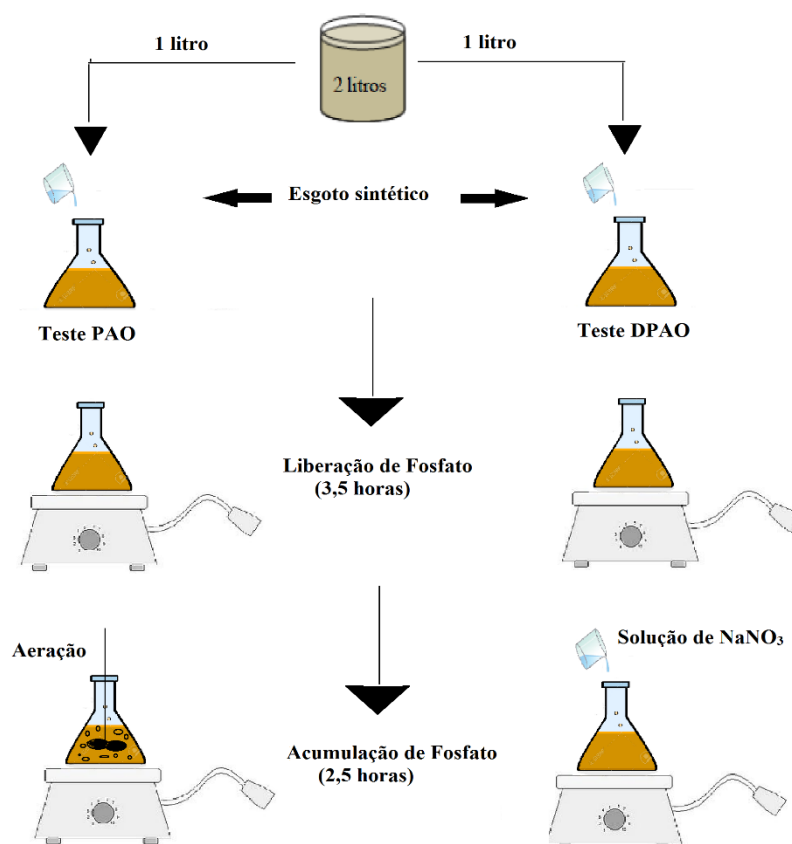 1 litro
1 litro
2 litros
Esgoto sintético
Teste PAO
Teste DPAO
Liberação de Fosfato
(3,5 horas)
Aeração
Solução de NaNO₃
Acumulação de Fosfato
(2,5 horas)